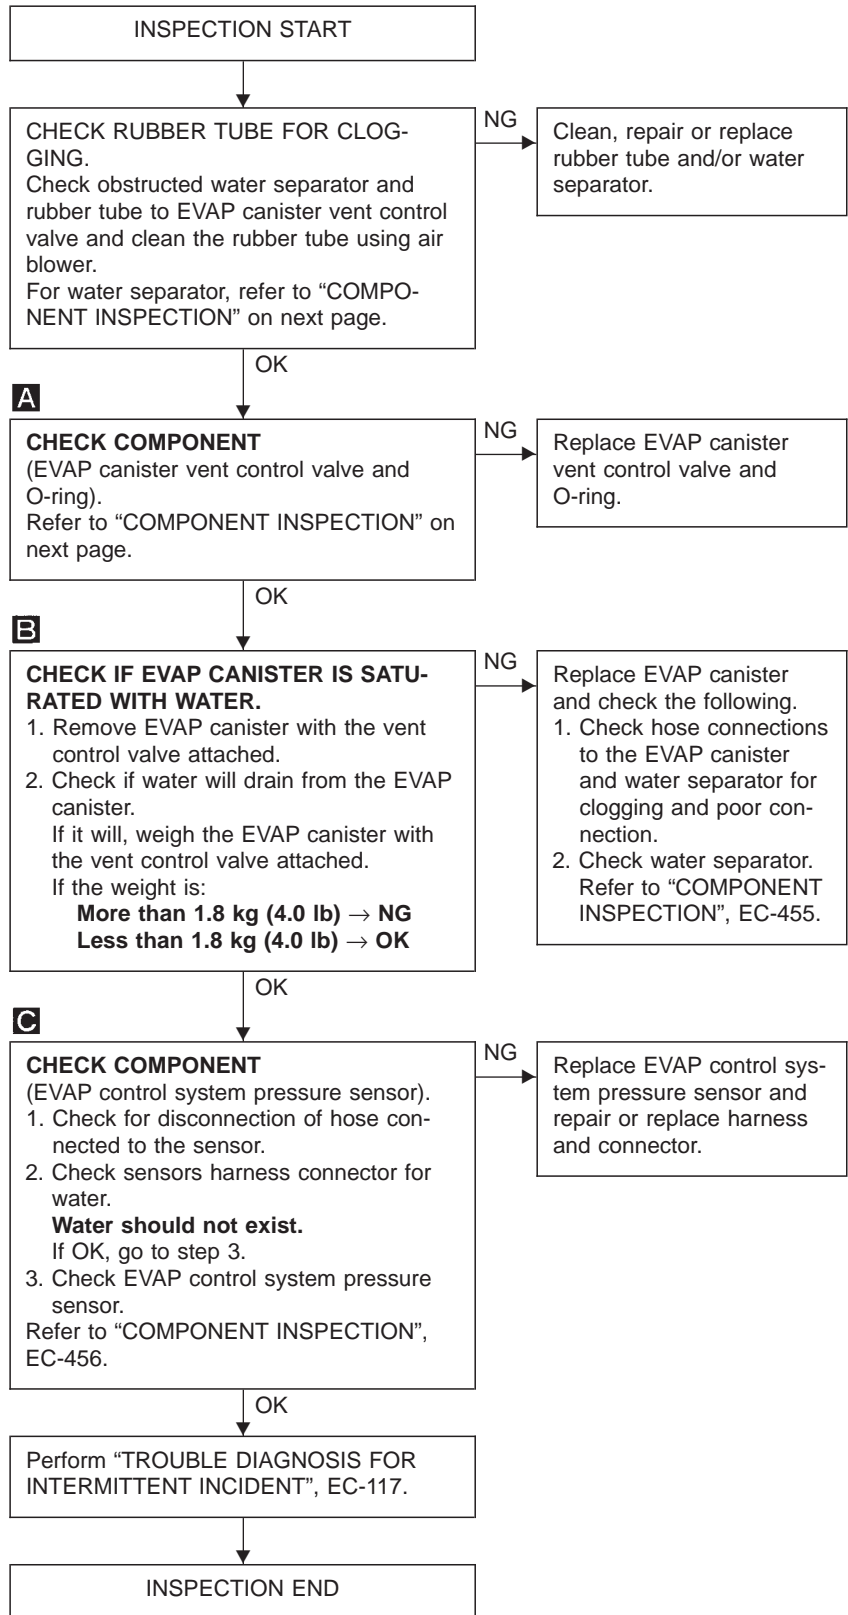 INSPECTION START
CHECK RUBBER TUBE FOR CLOG-
GING.
Check obstructed water separator and
rubber tube to EVAP canister vent control
valve and clean the rubber tube using air
blower.
For water separator, refer to “COMPO-
NENT INSPECTION” on next page.
NG
Clean, repair or replace
rubber tube and/or water
separator.
OK
A
CHECK COMPONENT
(EVAP canister vent control valve and
O-ring).
Refer to “COMPONENT INSPECTION” on
next page.
NG
Replace EVAP canister
vent control valve and
O-ring.
OK
B
CHECK IF EVAP CANISTER IS SATU-
RATED WITH WATER.
1. Remove EVAP canister with the vent
control valve attached.
2. Check if water will drain from the EVAP
canister.
If it will, weigh the EVAP canister with
the vent control valve attached.
If the weight is:
More than 1.8 kg (4.0 lb) → NG
Less than 1.8 kg (4.0 lb) → OK
NG
Replace EVAP canister
and check the following.
1. Check hose connections
to the EVAP canister
and water separator for
clogging and poor con-
nection.
2. Check water separator.
Refer to “COMPONENT
INSPECTION”, EC-455.
OK
C
CHECK COMPONENT
(EVAP control system pressure sensor).
1. Check for disconnection of hose con-
nected to the sensor.
2. Check sensors harness connector for
water.
Water should not exist.
If OK, go to step 3.
3. Check EVAP control system pressure
sensor.
Refer to “COMPONENT INSPECTION”,
EC-456.
NG
Replace EVAP control sys-
tem pressure sensor and
repair or replace harness
and connector.
OK
Perform “TROUBLE DIAGNOSIS FOR
INTERMITTENT INCIDENT”, EC-117.
INSPECTION END